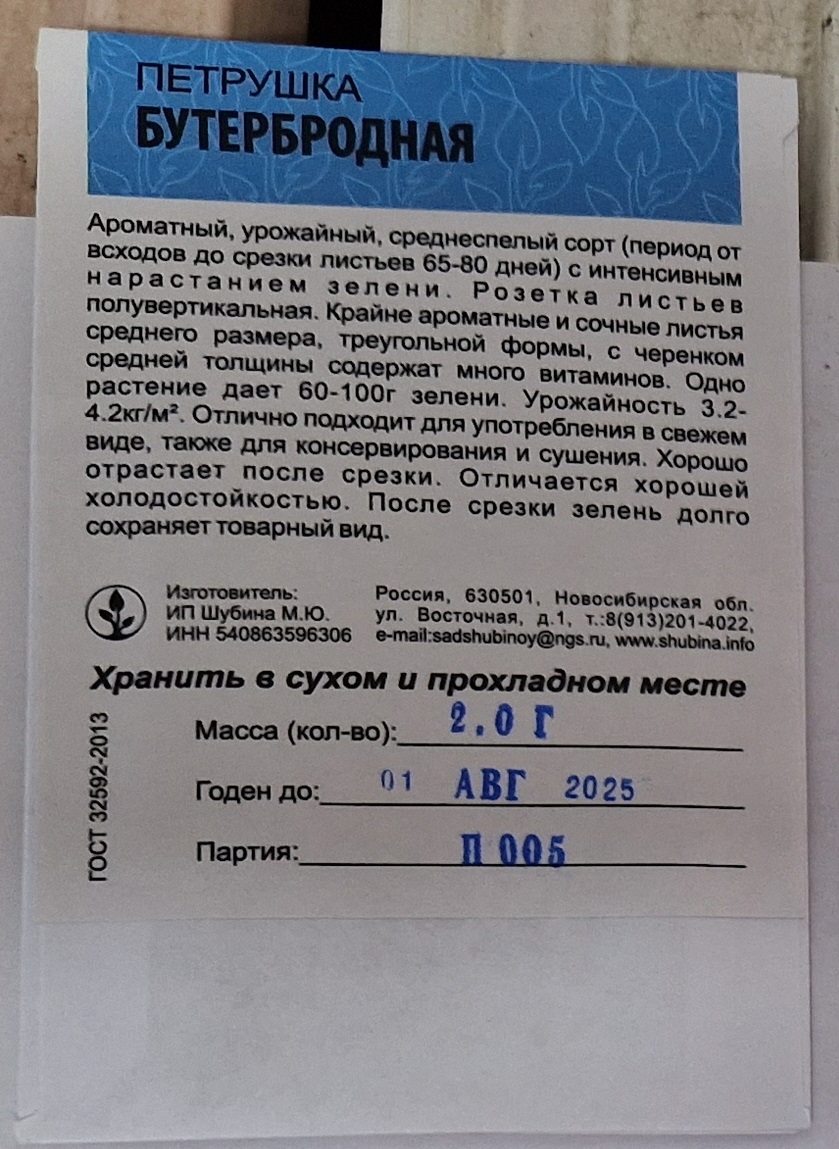 ПЕТРУШКА
БУТЕРБРОДНАЯ
Ароматный, урожайный, среднеспелый сорт (период от
всходов до срезки листьев 65-80 дней) с интенсивным
нарастанием зелени. Розетка листьев
полувертикальная. Крайне ароматные и сочные листья
среднего размера, треугольной формы, с черенком
средней толщины содержат много витаминов. Одно
растение дает 60-100г зелени. Урожайность 3.2-
4.2кг/м². Отлично подходит для употребления в свежем
виде, также для консервирования и сушения. Хорошо
отрастает после срезки. Отличается хорошей
холодостойкостью. После срезки зелень долго
сохраняет товарный вид.
Изготовитель:
ИП Шубина М.Ю.
ИНН 540863596306
Россия, 630501, Новосибирская обл.
ул. Восточная, д.1, т.:8(913)201-4022,
e-mail:sadshubinoy@ngs.ru, www.shubina.info
Хранить в сухом и прохладном месте
ГОСТ 32592-2013
Масса (кол-во): 2.0 Г
Годен до: 01 АВГ 2025
Партия: П 005